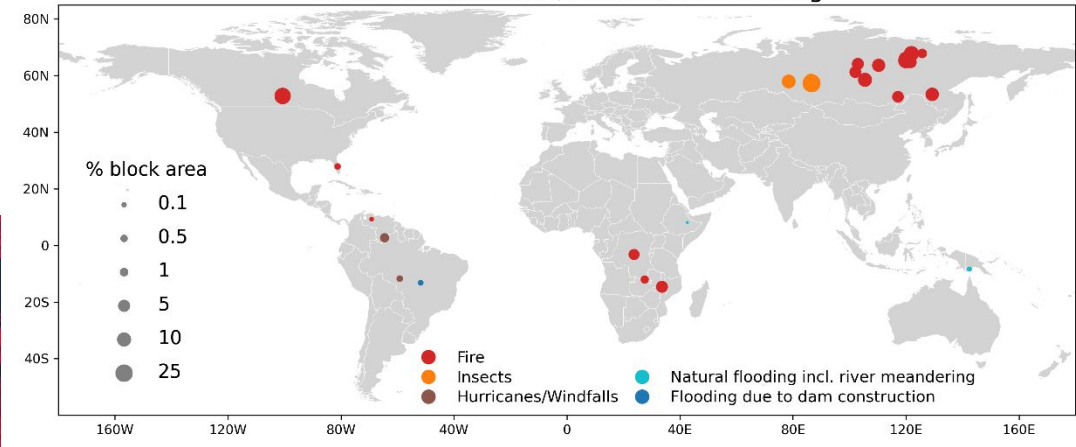 80N
60N
40N
20N
0
20S
40S
% block area
0.1
0.5
1
5
10
25
Fire
Insects
Hurricanes/Windfalls
Natural flooding incl. river meandering
Flooding due to dam construction
160W
120W
80W
40W
0
40E
80E
120E
160E